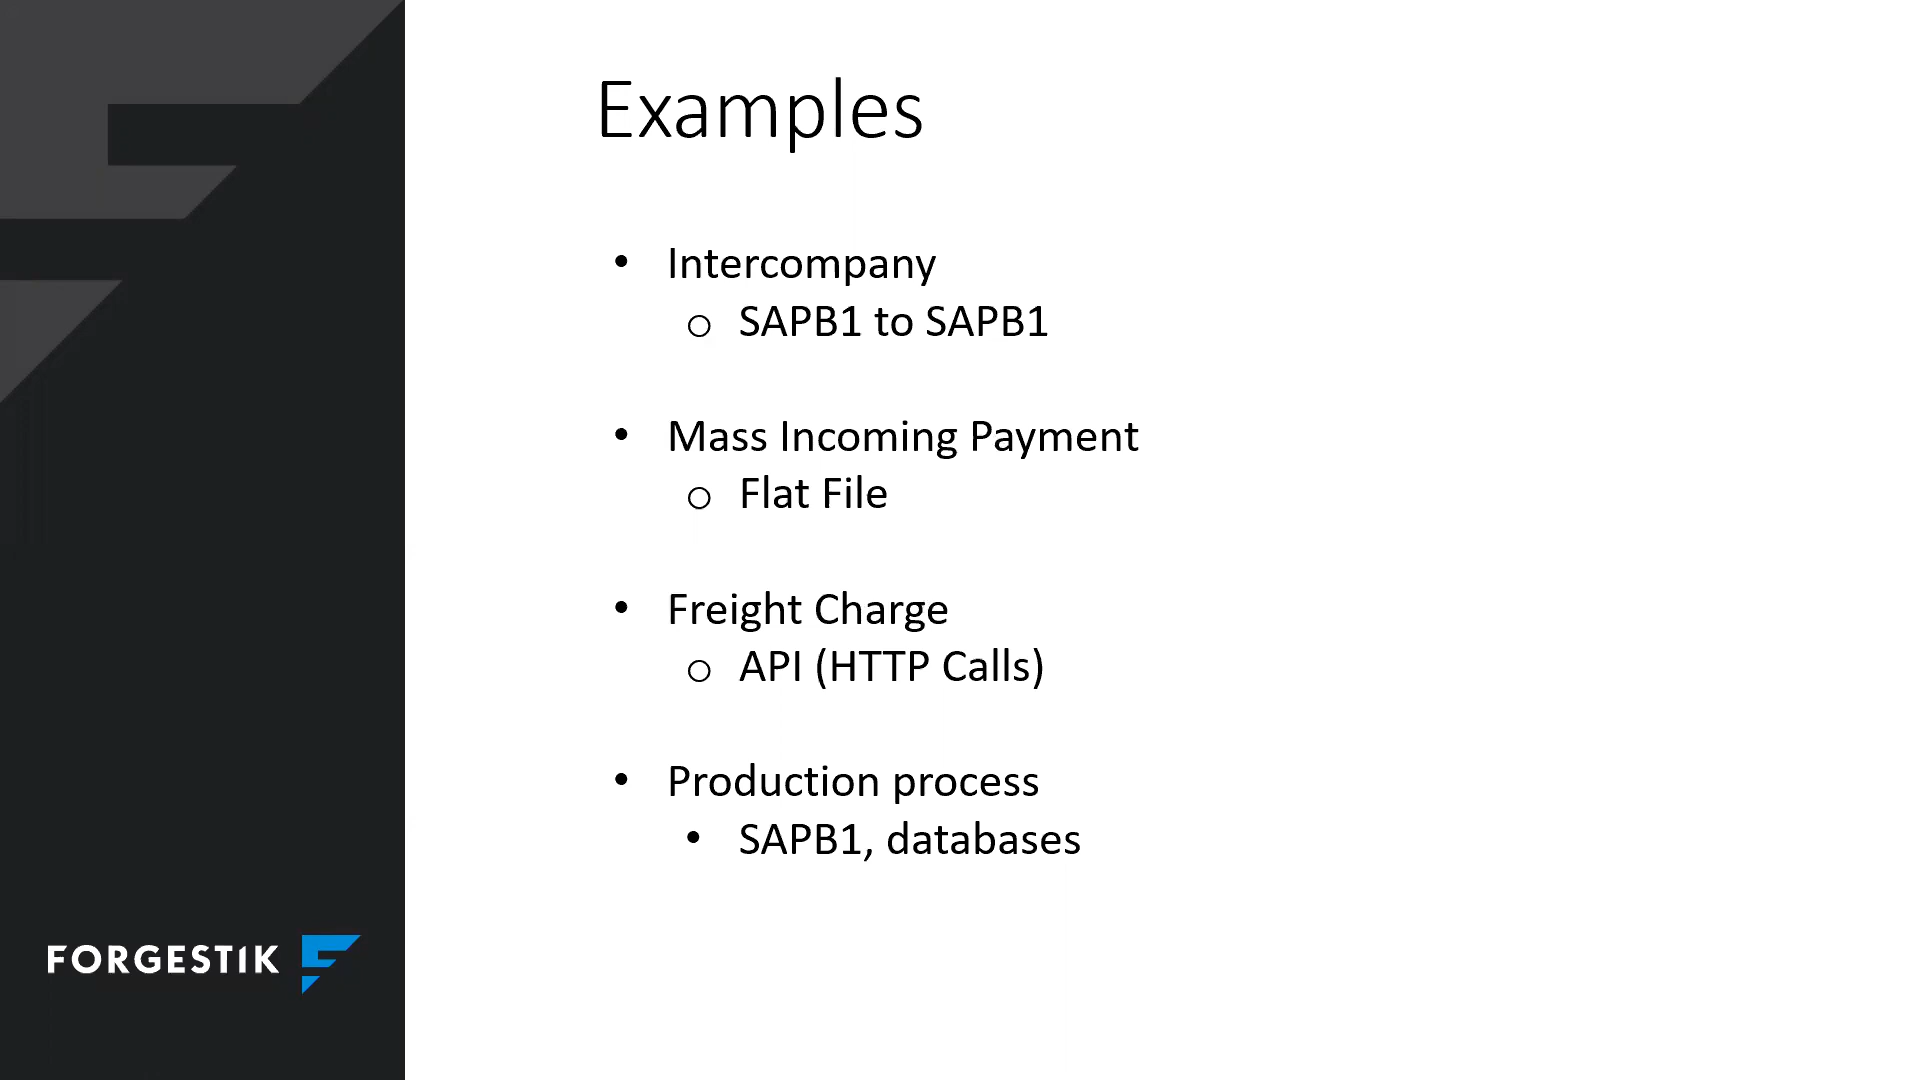 Examples
• Intercompany
o SAPB1 to SAPB1
• Mass Incoming Payment
o Flat File
• Freight Charge
o API (HTTP Calls)
• Production process
• SAPB1, databases
FORGESTIK